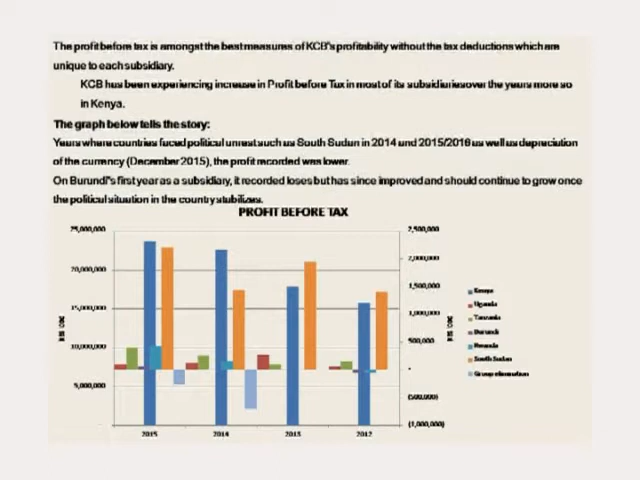 The profit before tax is amongst the best measures of KCB's profitability without the tax deductions which are
unique to each subsidiary.
KCB has been experiencing increase in Profit before Tax in most of its subsidiaries over the years more so
in Kenya.
The graph below tells the story:
Years where countries faced political unrest such as South Sudan in 2014 and 2015/2016 as well as depreciation
of the currency (December 2015), the profit recorded was lower.
On Burundi's first year as a subsidiary, it recorded loses but has since improved and should continue to grow once
the political situation in the country stabilizes.
PROFIT BEFORE TAX
25,000,000
20,000,000
15,000,000
10,000,000
5,000,000
-
2,500,000
2,000,000
1,500,000
1,000,000
500,000
-
(500,000)
(1,000,000)
2015 2014 2013 2012
Kenya
Uganda
Tanzania
Burundi
Rwanda
South Sudan
Group elimination